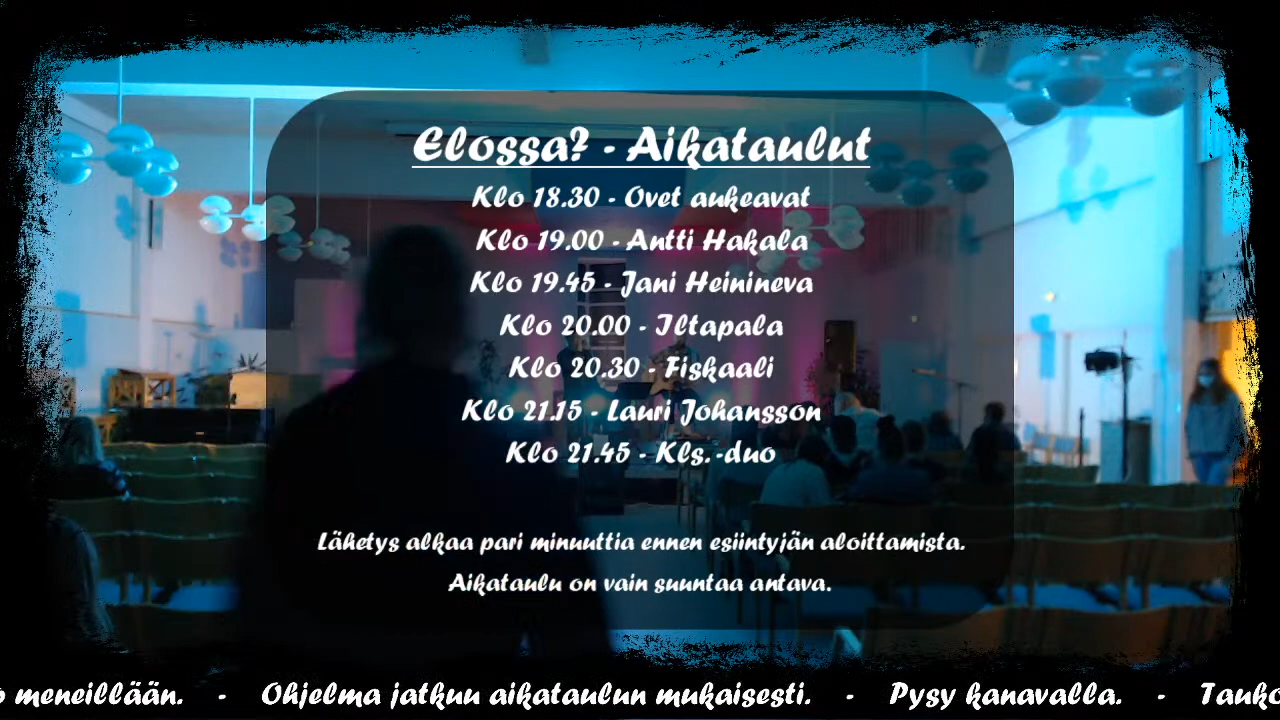 Elossa? - Aikataulut
Klo 18.30 - Ovet aukeavat
Klo 19.00 - Antti Hakala
Klo 19.45 - Jani Heinineva
Klo 20.00 - Iltapala
Klo 20.30 - Fiskaali
Klo 21.15 - Lauri Johansson
Klo 21.45 - Kls.-duo
Lähetys alkaa pari minuuttia ennen esiintyjän aloittamista.
Aikataulu on vain suuntaa antava.
meneillään. - Ohjelma jatkuu aikataulun mukaisesti. - Pysy kanavalla. -